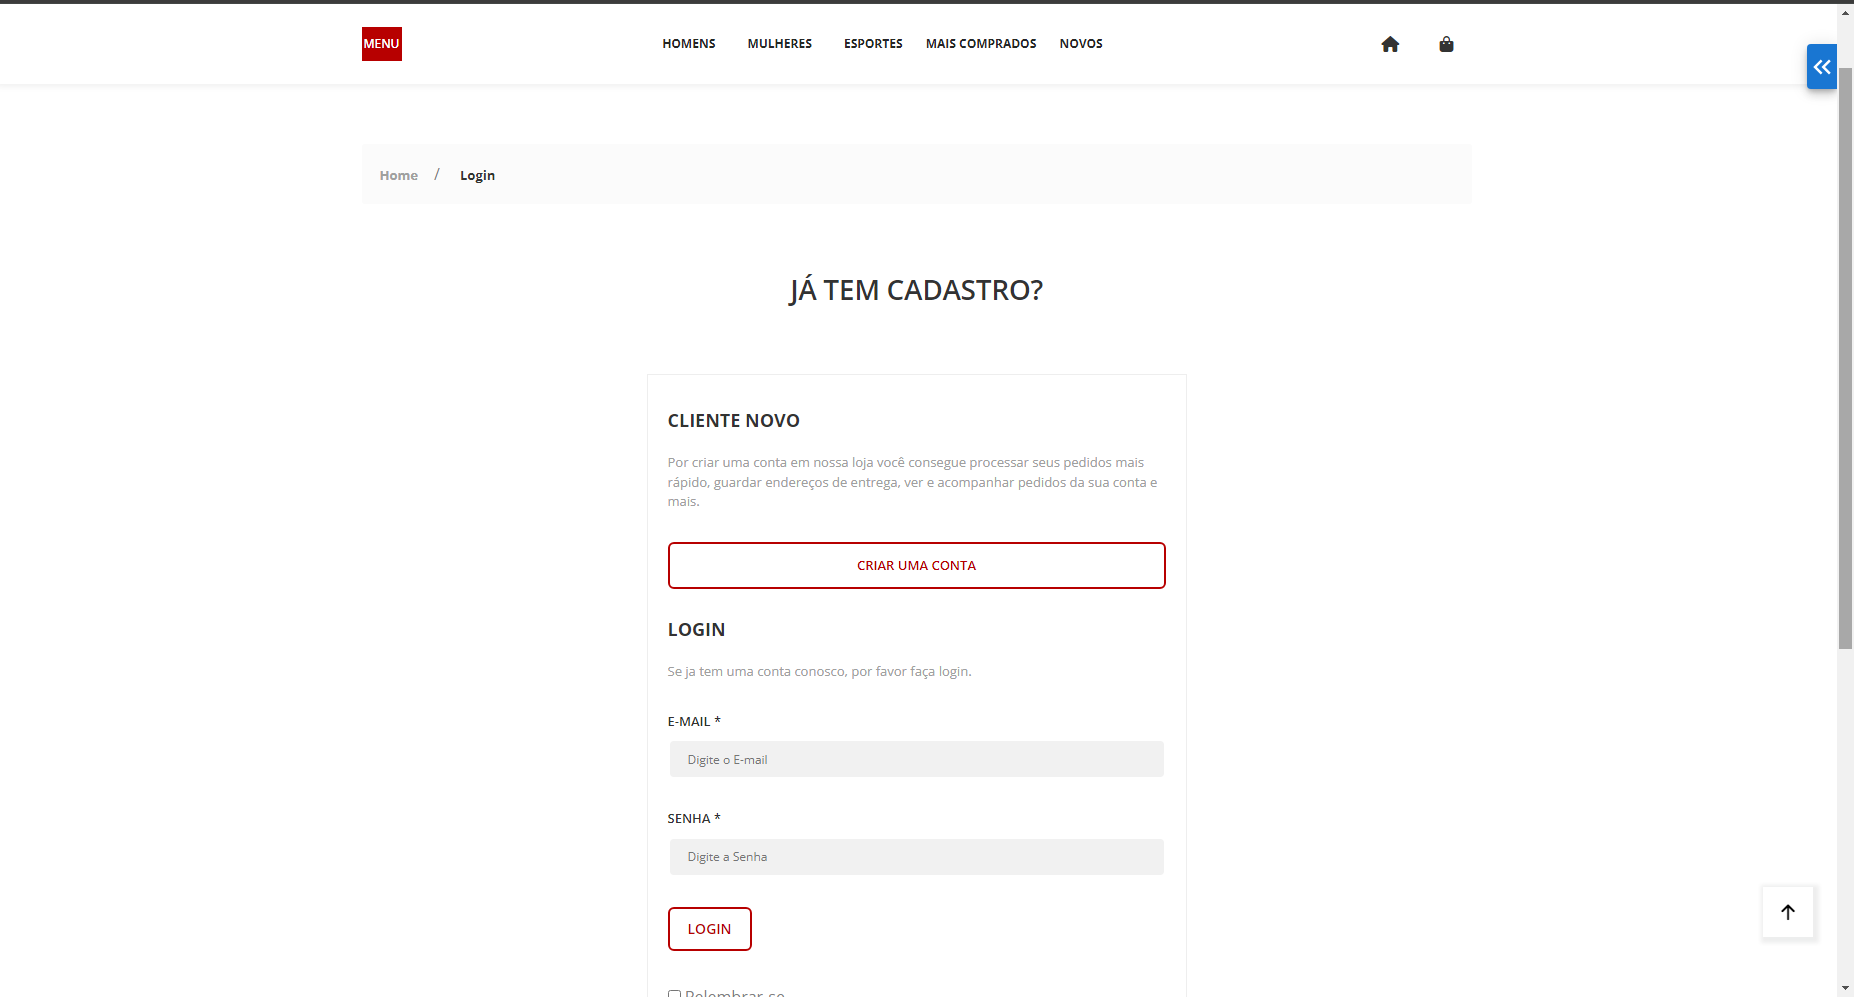 MENU
HOMENS MULHERES ESPORTES MAIS COMPRADOS NOVOS
Home / Login
JÁ TEM CADASTRO?
CLIENTE NOVO
Por criar uma conta em nossa loja você consegue processar seus pedidos mais
rápido, guardar endereços de entrega, ver e acompanhar pedidos da sua conta e
mais.
CRIAR UMA CONTA
LOGIN
Se ja tem uma conta conosco, por favor faça login.
E-MAIL *
Digite o E-mail
SENHA *
Digite a Senha
LOGIN
Relembrar-se